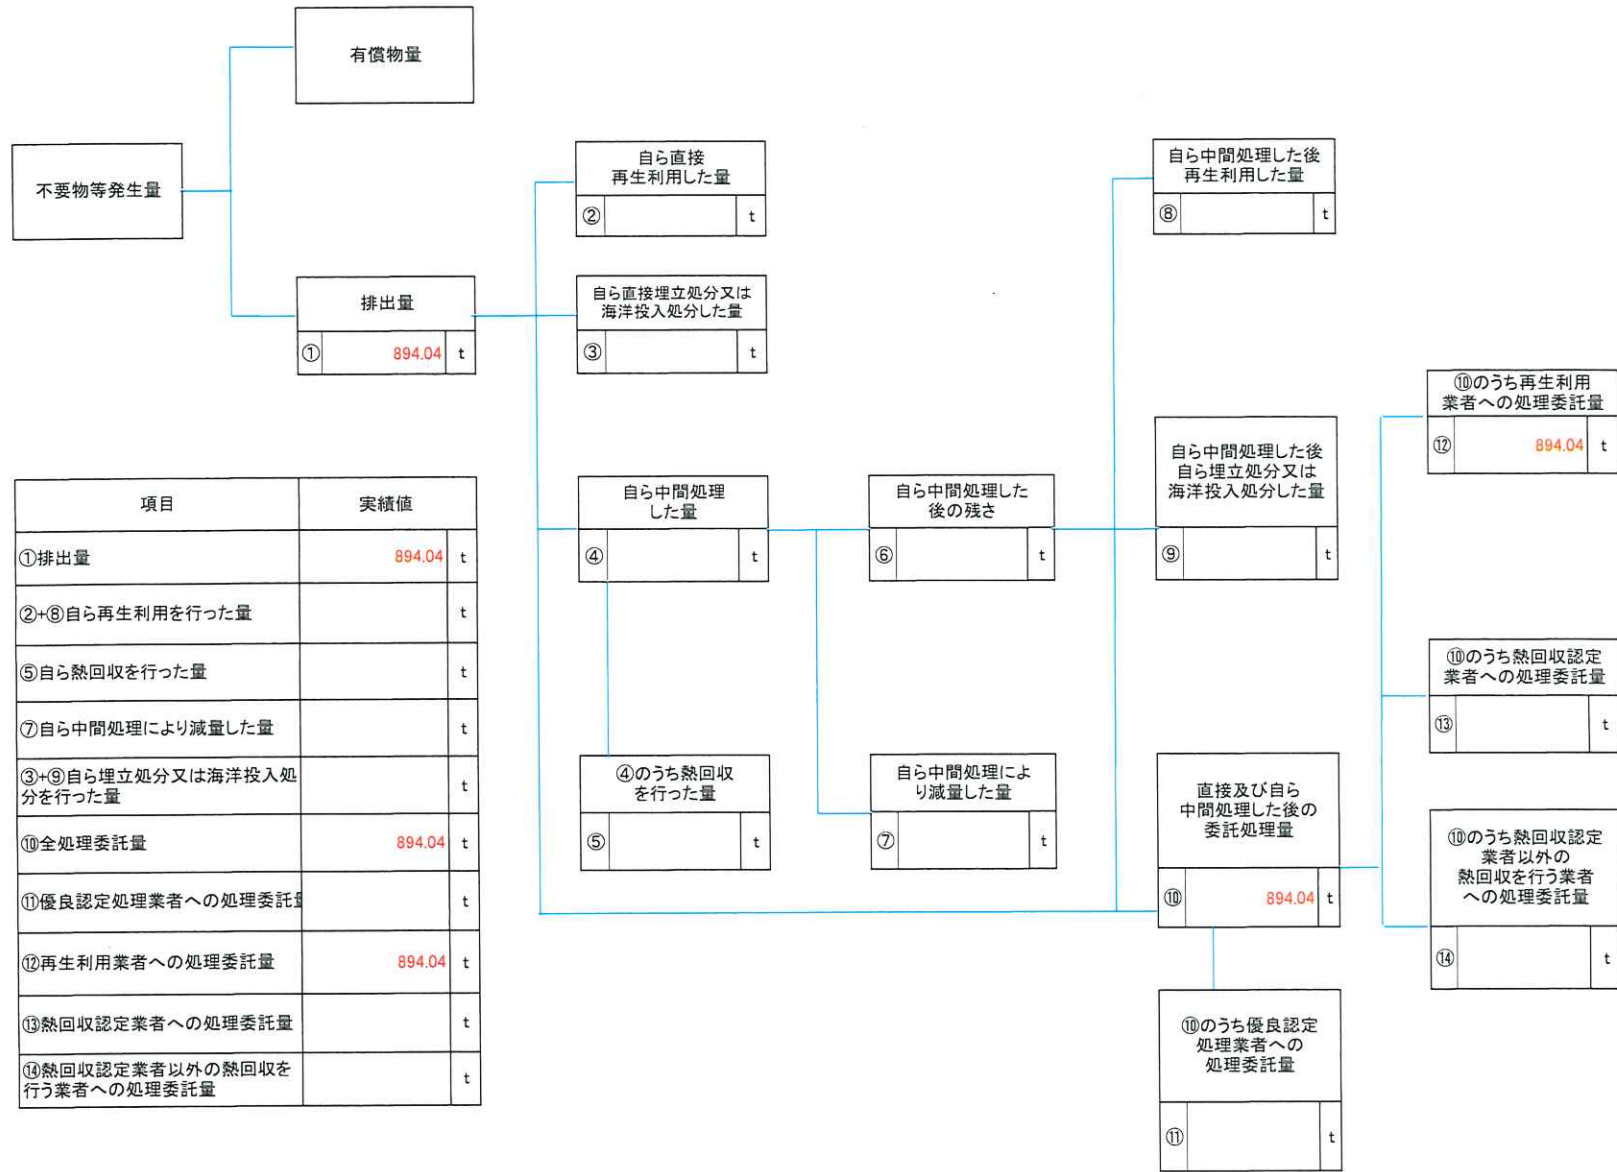 有償物量
不要物等発生量
排出量
① 894.04 t
自ら直接
再生利用した量
② t
自ら直接埋立処分又は
海洋投入処分した量
③ t
自ら中間処理
した量
④ t
④のうち熱回収
を行った量
⑤ t
自ら中間処理した
後の残さ
⑥ t
自ら中間処理によ
り減量した量
⑦ t
自ら中間処理した後
再生利用した量
⑧ t
自ら中間処理した後
自ら埋立処分又は
海洋投入処分した量
⑨ t
直接及び自ら
中間処理した後の
委託処理量
⑩ 894.04 t
⑩のうち優良認定
処理業者への
処理委託量
⑪ t
⑩のうち再生利用
業者への処理委託量
⑫ 894.04 t
⑩のうち熱回収認定
業者への処理委託量
⑬ t
⑩のうち熱回収認定
業者以外の
熱回収を行う業者
への処理委託量
⑭ t
項目 実績値
①排出量 894.04 t
②+⑧自ら再生利用を行った量 t
⑤自ら熱回収を行った量 t
⑦自ら中間処理により減量した量 t
③+⑨自ら埋立処分又は海洋投入処
分を行った量 t
⑩全処理委託量 894.04 t
⑪優良認定処理業者への処理委託量 t
⑫再生利用業者への処理委託量 894.04 t
⑬熱回収認定業者への処理委託量 t
⑭熱回収認定業者以外の熱回収を
行う業者への処理委託量 t